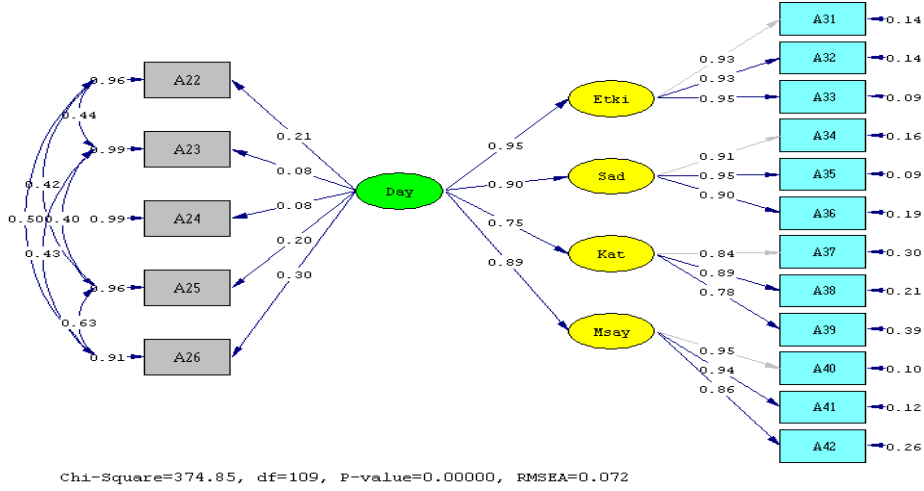 A31
0.14
0.96
A22
0.93
A32
0.14
0.93
Etki
0.44
0.21
0.95
A33
0.09
0.95
0.99
A23
A34
0.16
0.08
0.91
0.42
Day
0.90
Sad
0.95
A35
0.09
0.90
0.08
0.50
0.40
0.99
A24
A36
0.19
0.75
0.20
0.43
Kat
0.84
A37
0.30
0.89
0.89
0.30
0.78
A38
0.21
0.96
A25
0.63
Msay
A39
0.39
0.95
0.91
A26
0.94
A40
0.10
0.86
A41
0.12
A42
0.26
Chi-Square=374.85, df=109, P-value=0.00000, RMSEA=0.072